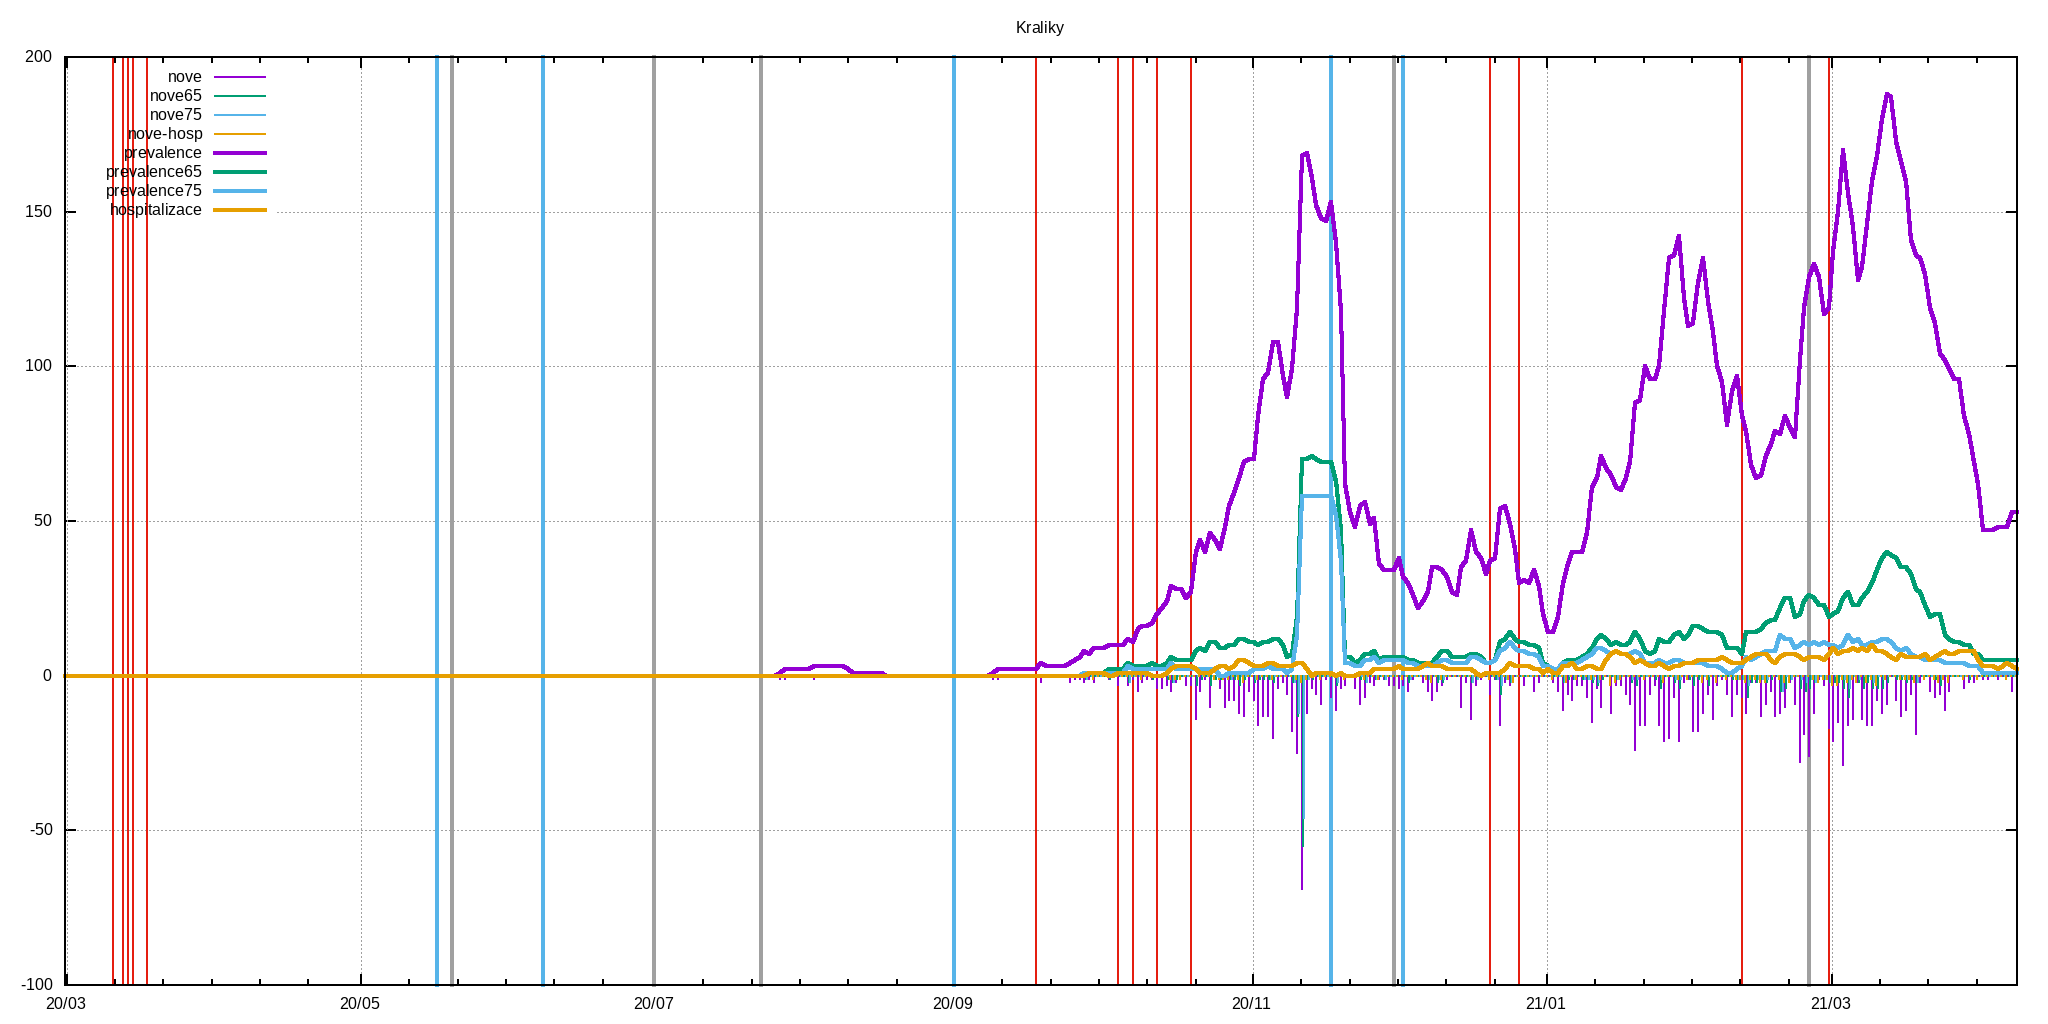 Kraliky
200
150
100
50
0
-50
-100
nove
nove65
nove75
nove-hosp
prevalence
prevalence65
prevalence75
hospitalizace
20/03 20/05 20/07 20/09 20/11 21/01 21/03